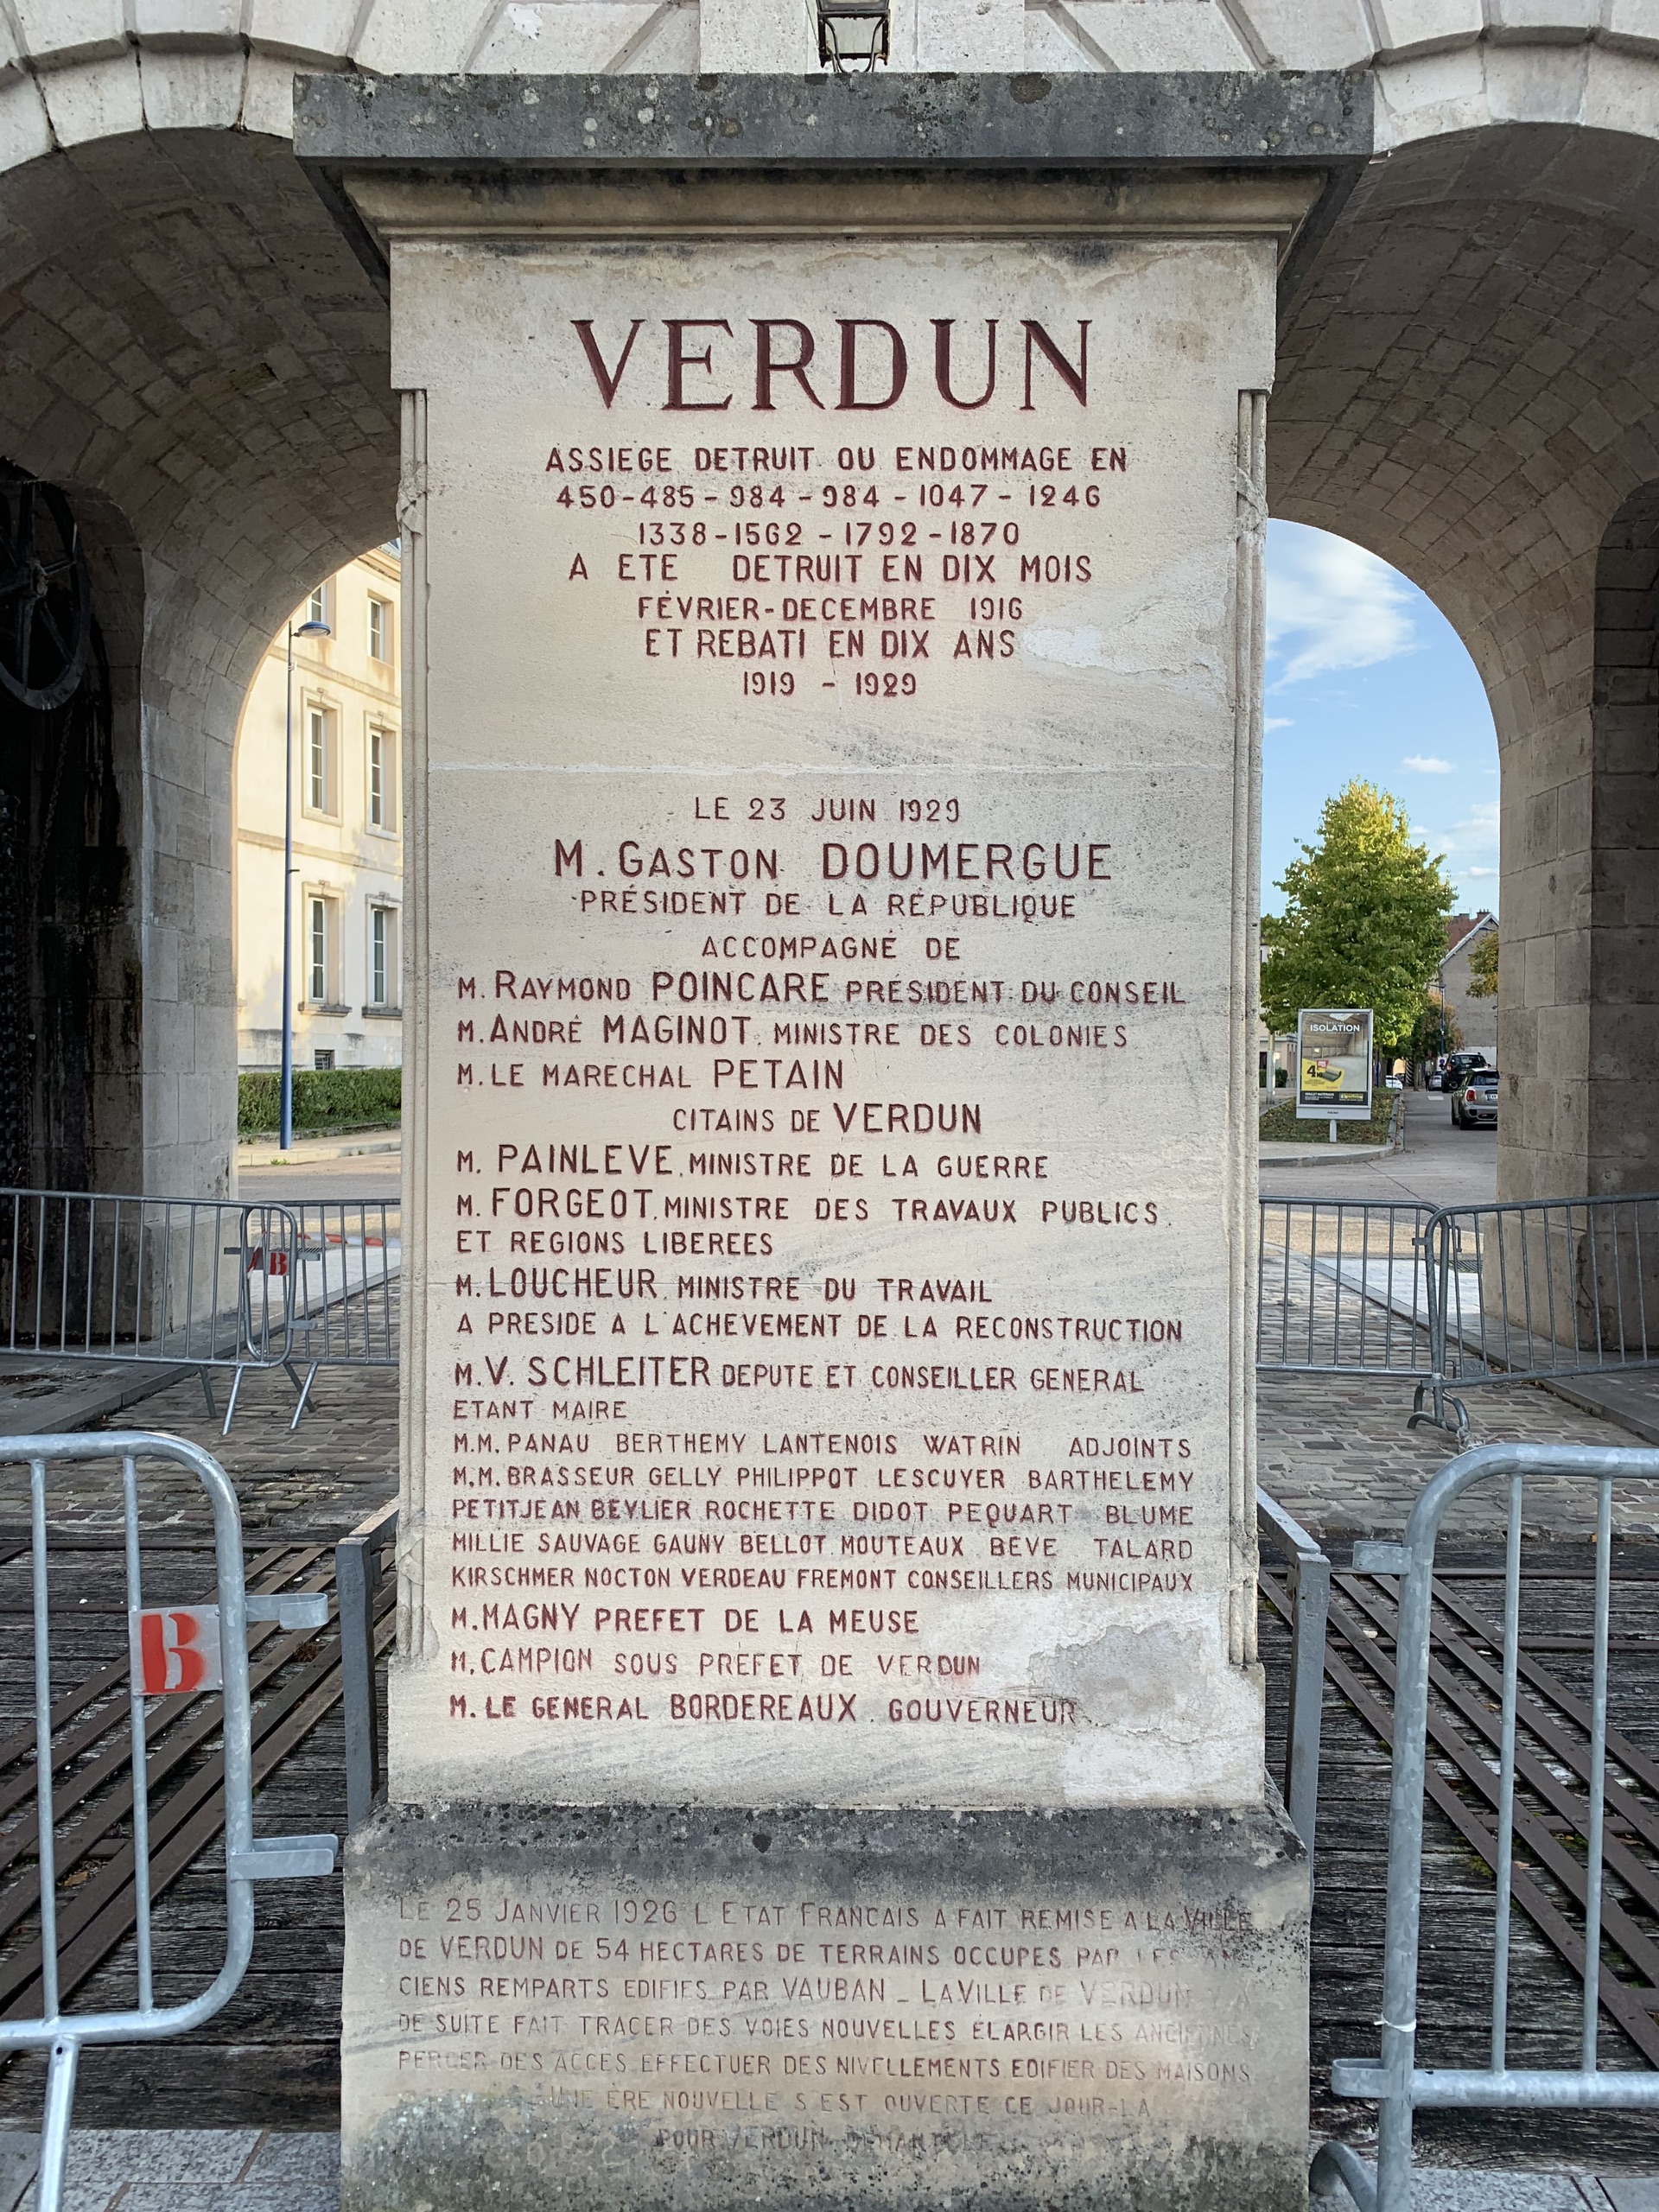 VERDUN
ASSIEGE DETRUIT OU ENDOMMAGE EN
450-485-984-984-1047-1246
1338-1562-1792-1870
A ETE DETRUIT EN DIX MOIS
FÉVRIER-DECEMBRE 1916
ET REBATI EN DIX ANS
1919 - 1929
LE 23 JUIN 1929
M. GASTON DOUMERGUE
PRÉSIDENT DE LA RÉPUBLIQUE
ACCOMPAGNÉ DE
M. RAYMOND POINCARE PRÉSIDENT DU CONSEIL
M. ANDRÉ MAGINOT. MINISTRE DES COLONIES
M. LE MARECHAL PETAIN
CITAINS DE VERDUN
M. PAINLEVE. MINISTRE DE LA GUERRE
M. FORGEOT. MINISTRE DES TRAVAUX PUBLICS.
ET REGIONS LIBEREES
M. LOUCHEUR. MINISTRE DU TRAVAIL
A PRESIDE A L'ACHEVEMENT DE LA RECONSTRUCTION
M. V. SCHLEITER DEPUTE ET CONSEILLER GENERAL
ETANT MAIRE
M.M. PANAU BERTHEMY LANTENOIS WATRIN ADJOINTS
M.M. BRASSEUR GELLY PHILIPPOT LESCUYER BARTHELEMY
PETITJEAN BEYLIER ROCHETTE DIDOT PEQUART BLUME
MILLIE SAUVAGE GAUNY BELLOT MOUTEAUX BEVE TALARD
KIRSCHMER NOCTON VERDEAU FREMONT CONSEILLERS MUNICIPAUX
M. MAGNY PREFET DE LA MEUSE
M. CAMPION SOUS PREFET DE VERDUN
M. LE GENERAL BORDEREAUX. GOUVERNEUR
LE 25 JANVIER 1926 L ETAT FRANCAIS A FAIT REMISE A LA VILLE
DE VERDUN DE 54 HECTARES DE TERRAINS OCCUPES PAR LES AN
CIENS REMPARTS EDIFIES PAR VAUBAN _ LA VILLE DE VERDUN
DE SUITE FAIT TRACER DES VOIES NOUVELLES ÉLARGIR LES ANCIENNES
PERCER DES ACCES EFFECTUER DES NIVELLEMENTS EDIFIER DES MAISONS
UNE ÈRE NOUVELLE S EST OUVERTE CE JOUR-LA
POUR VERDUN
B
B
ISOLATION